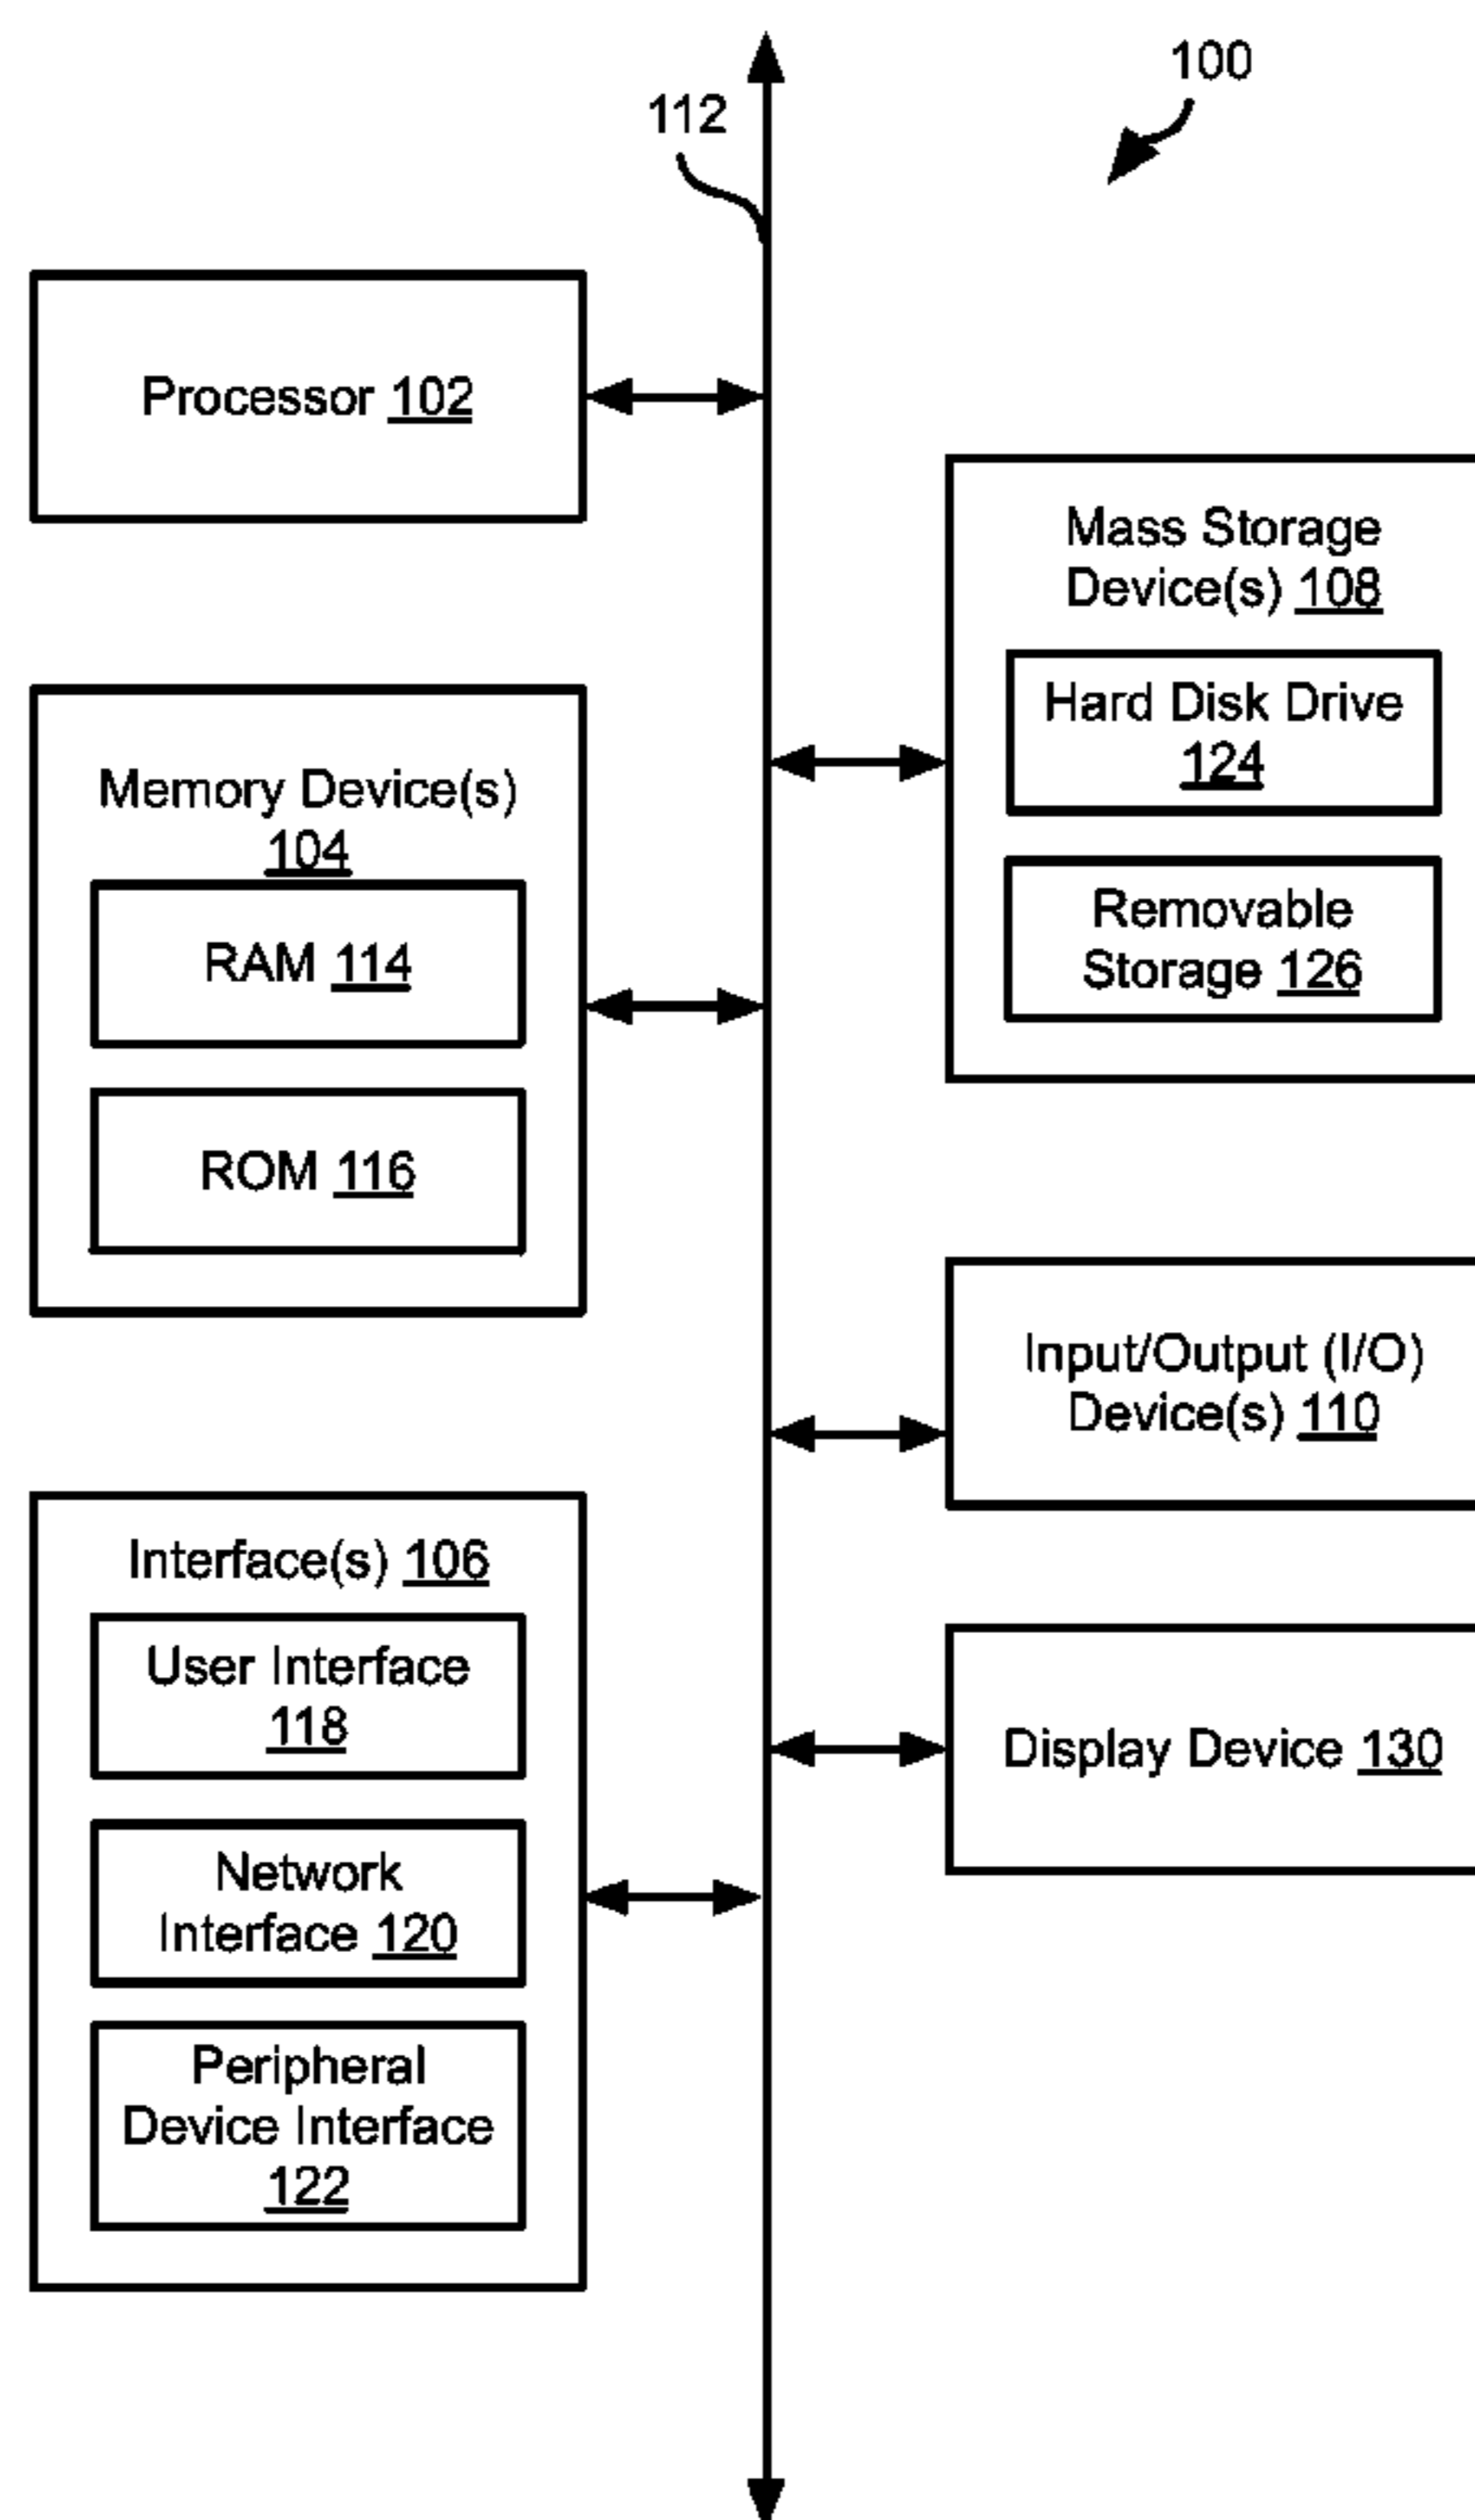 100
112
Processor 102
Mass Storage
Device(s) 108
Hard Disk Drive
124
Removable
Storage 126
Memory Device(s)
104
RAM 114
ROM 116
Input/Output (I/O)
Device(s) 110
Interface(s) 106
User Interface
118
Network
Interface 120
Peripheral
Device Interface
122
Display Device 130